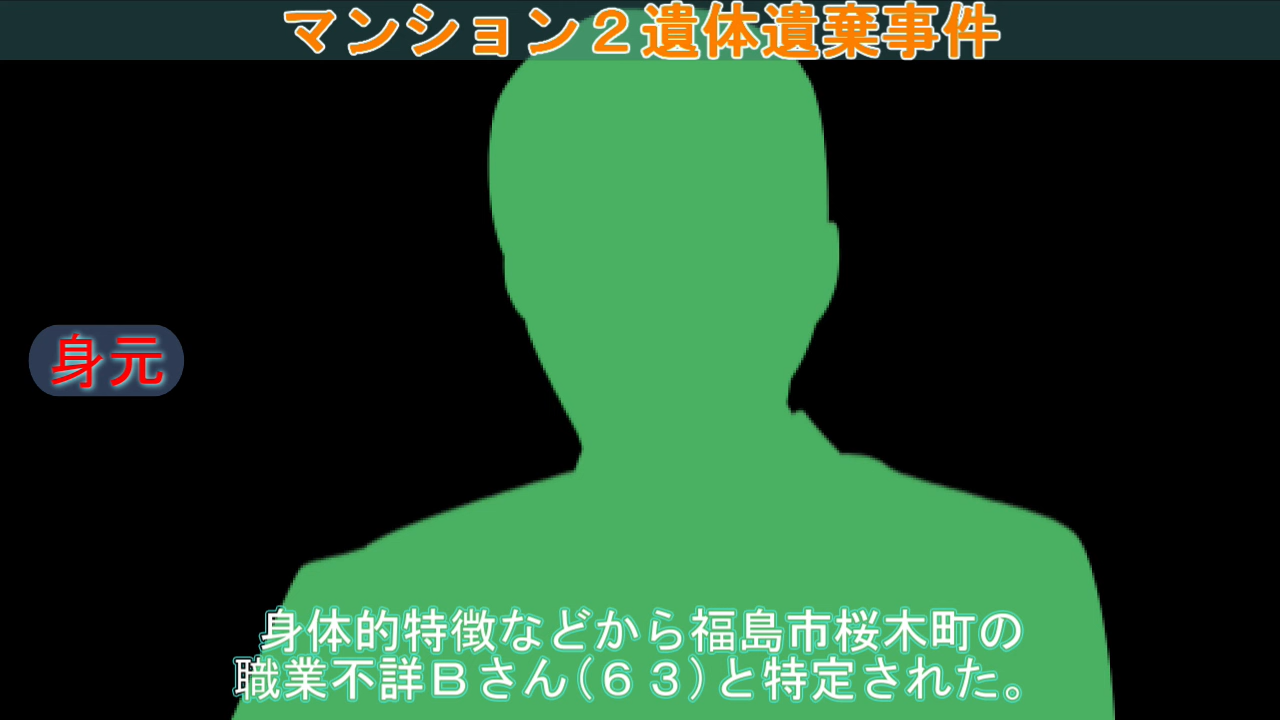 マンション２遺体遺棄事件
身元
身体的特徴などから福島市桜木町の
職業不詳Ｂさん（６３）と特定された。